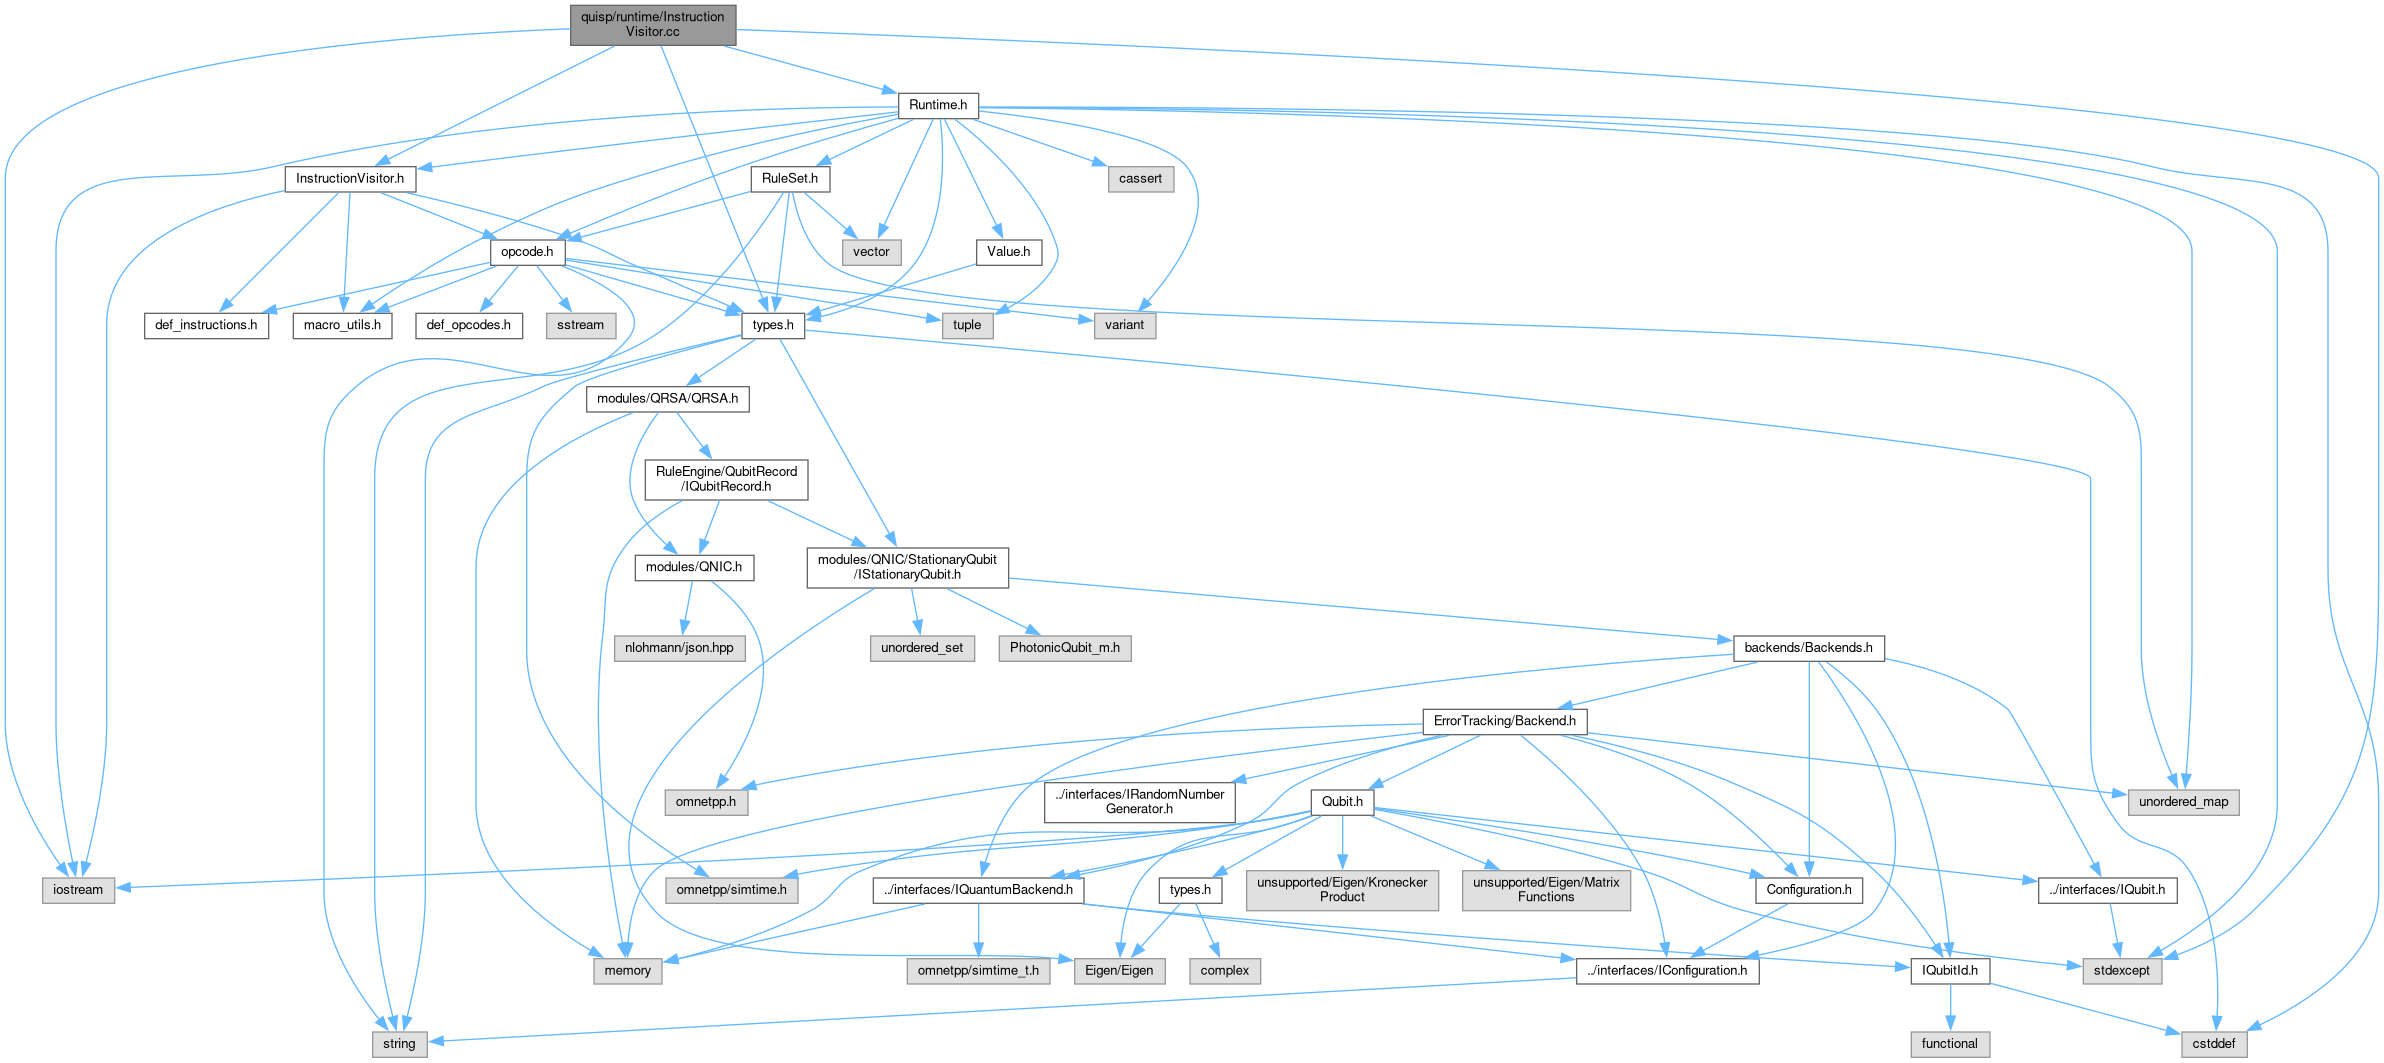 quisp/runtime/Instruction
Visitor.cc
Runtime.h
InstructionVisitor.h
RuleSet.h
cassert
opcode.h
vector
Value.h
def_instructions.h
macro_utils.h
def_opcodes.h
sstream
types.h
tuple
variant
modules/QRSA/QRSA.h
RuleEngine/QubitRecord
/IQubitRecord.h
modules/QNIC.h
modules/QNIC/StationaryQubit
/IStationaryQubit.h
nlohmann/json.hpp
unordered_set
PhotonicQubit_m.h
backends/Backends.h
ErrorTracking/Backend.h
omnetpp.h
../interfaces/IRandomNumber
Generator.h
Qubit.h
unordered_map
iostream
omnetpp/simtime.h
../interfaces/IQuantumBackend.h
types.h
unsupported/Eigen/Kronecker
Product
unsupported/Eigen/Matrix
Functions
Configuration.h
../interfaces/IQubit.h
memory
omnetpp/simtime_t.h
Eigen/Eigen
complex
../interfaces/IConfiguration.h
IQubitId.h
stdexcept
string
functional
cstddef